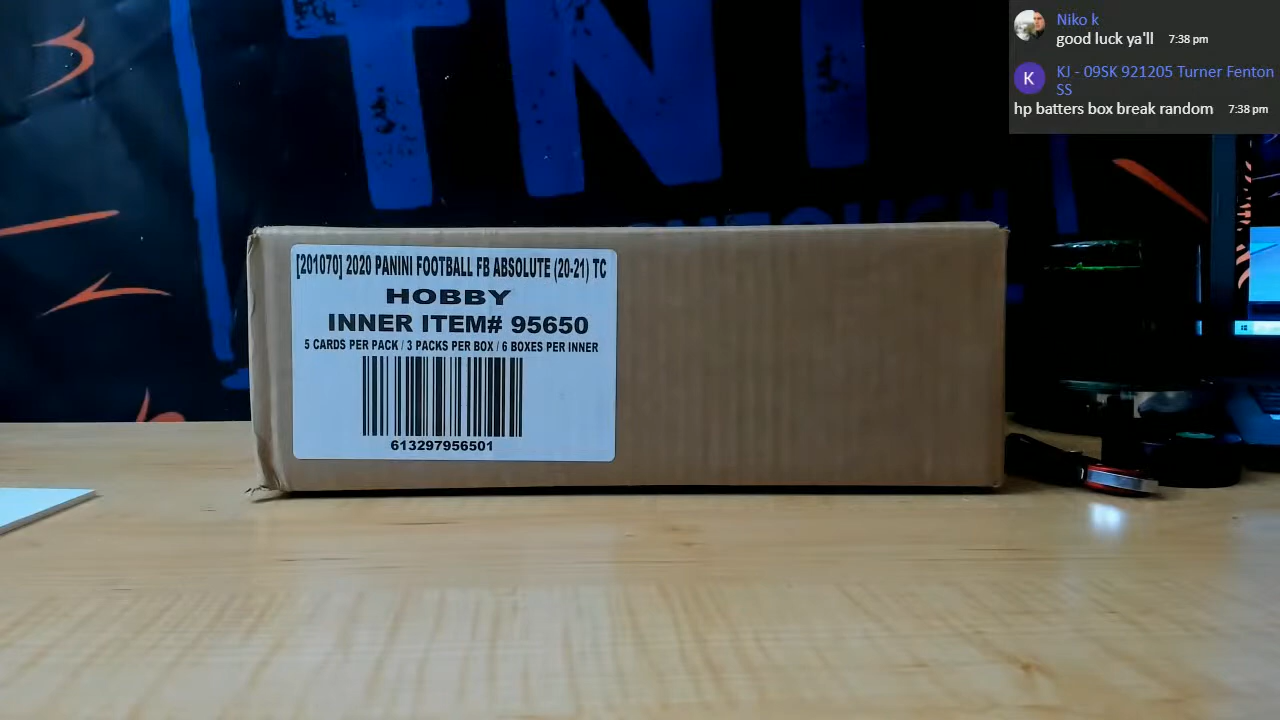 TNT
Niko k
good luck ya'll 7:38 pm
K
KJ - 09SK 921205 Turner Fenton
SS
hp batters box break random 7:38 pm
[201070] 2020 PANINI FOOTBALL FB ABSOLUTE (20-21) TC
HOBBY
INNER ITEM# 95650
5 CARDS PER PACK / 3 PACKS PER BOX / 6 BOXES PER INNER
613297956501